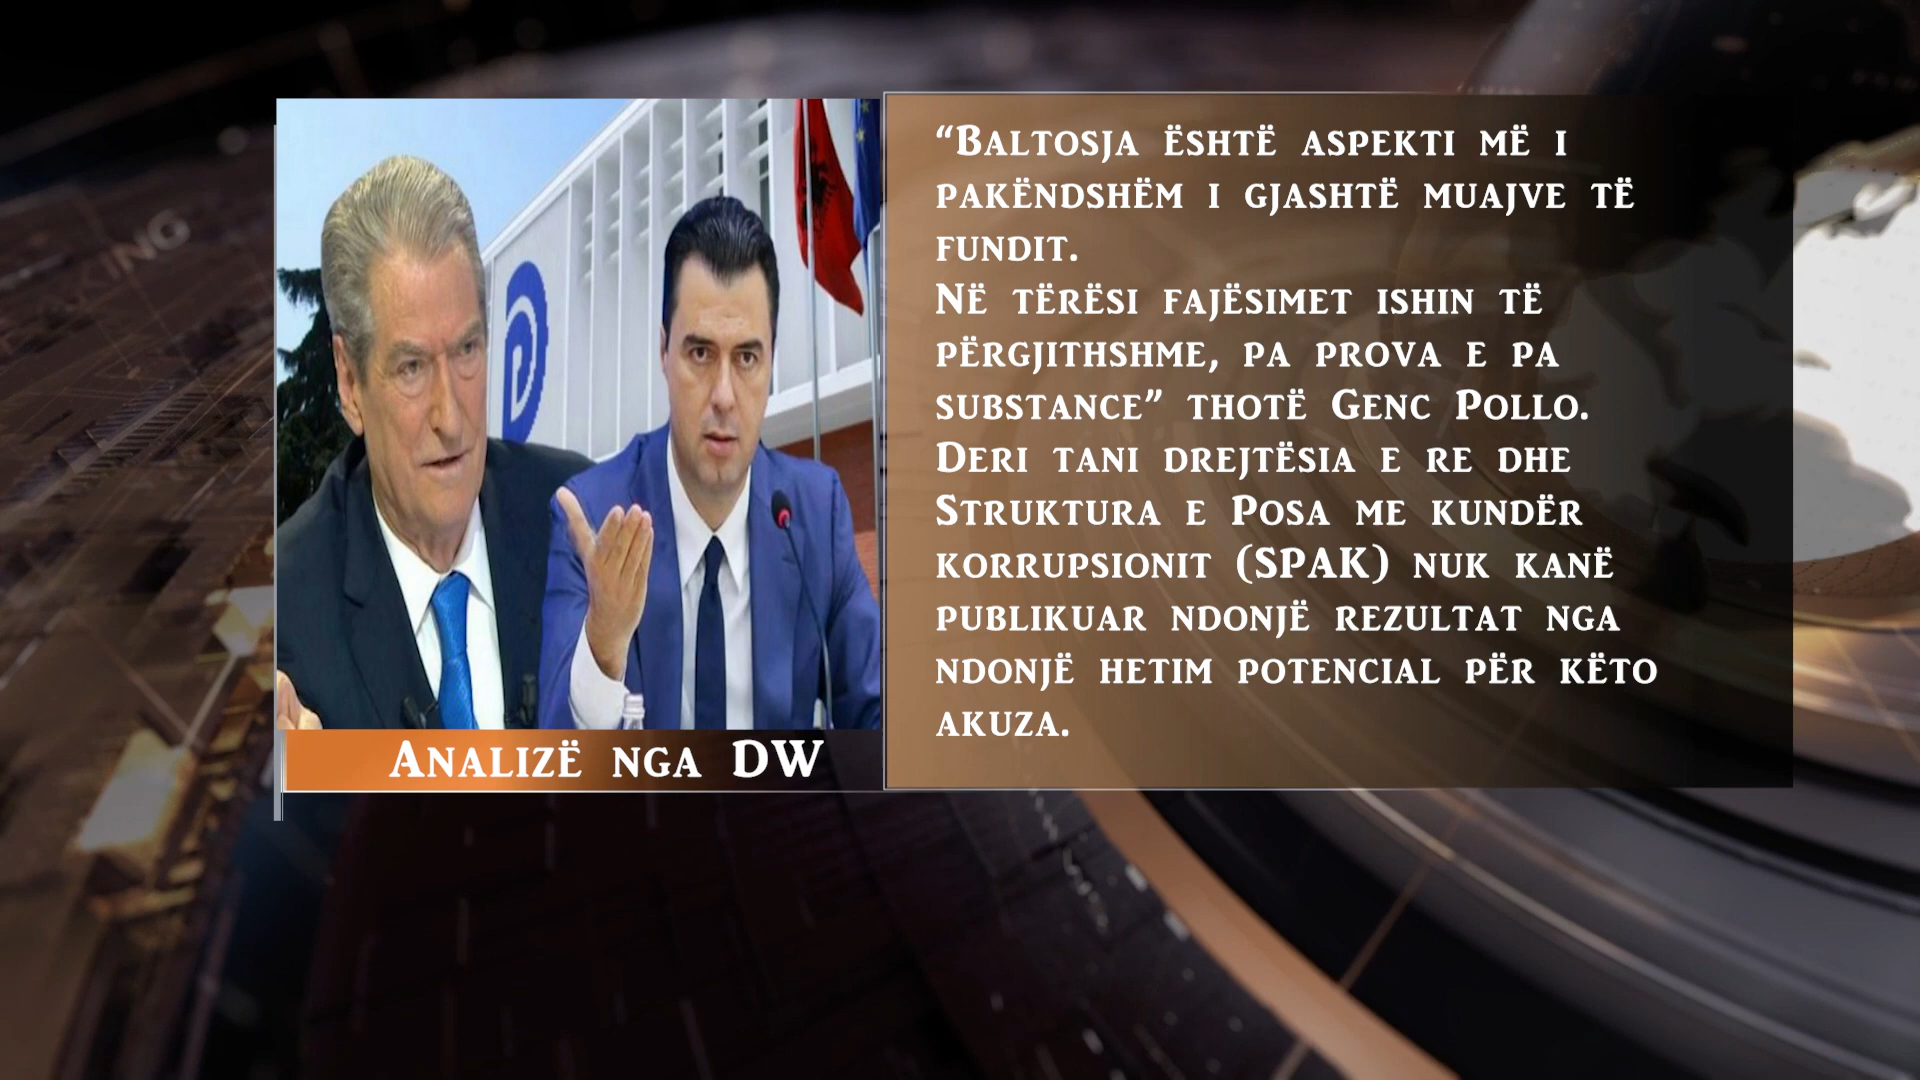 “Baltosja është aspekti më i
pakëndshëm i gjashtë muajve të
fundit.
Në tërësi fajësimet ishin të
përgjithshme, pa prova e pa
substance” thotë Genc Pollo.
Deri tani drejtësia e re dhe
Struktura e Posa me kundër
korrupsionit (SPAK) nuk kanë
publikuar ndonjë rezultat nga
ndonjë hetim potencial për këto
akuza.
Analizë nga DW